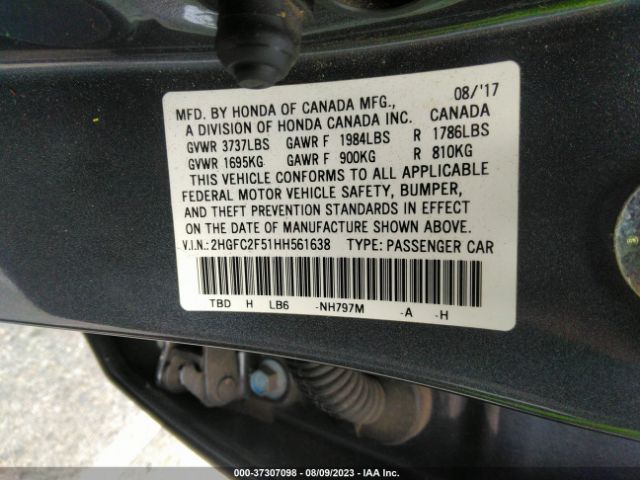 MFD. BY HONDA OF CANADA MFG., 08/'17
A DIVISION OF HONDA CANADA INC. CANADA
GVWR 3737LBS GAWR F 1984LBS R 1786LBS
GVWR 1695KG GAWR F 900KG R 810KG
THIS VEHICLE CONFORMS TO ALL APPLICABLE
FEDERAL MOTOR VEHICLE SAFETY, BUMPER,
AND THEFT PREVENTION STANDARDS IN EFFECT
ON THE DATE OF MANUFACTURE SHOWN ABOVE.
V.I.N.: 2HGFC2F51HH561638 TYPE: PASSENGER CAR
TBD H LB6 -NH797M -A -H
000-37307098 - 08/09/2023 - IAA Inc.